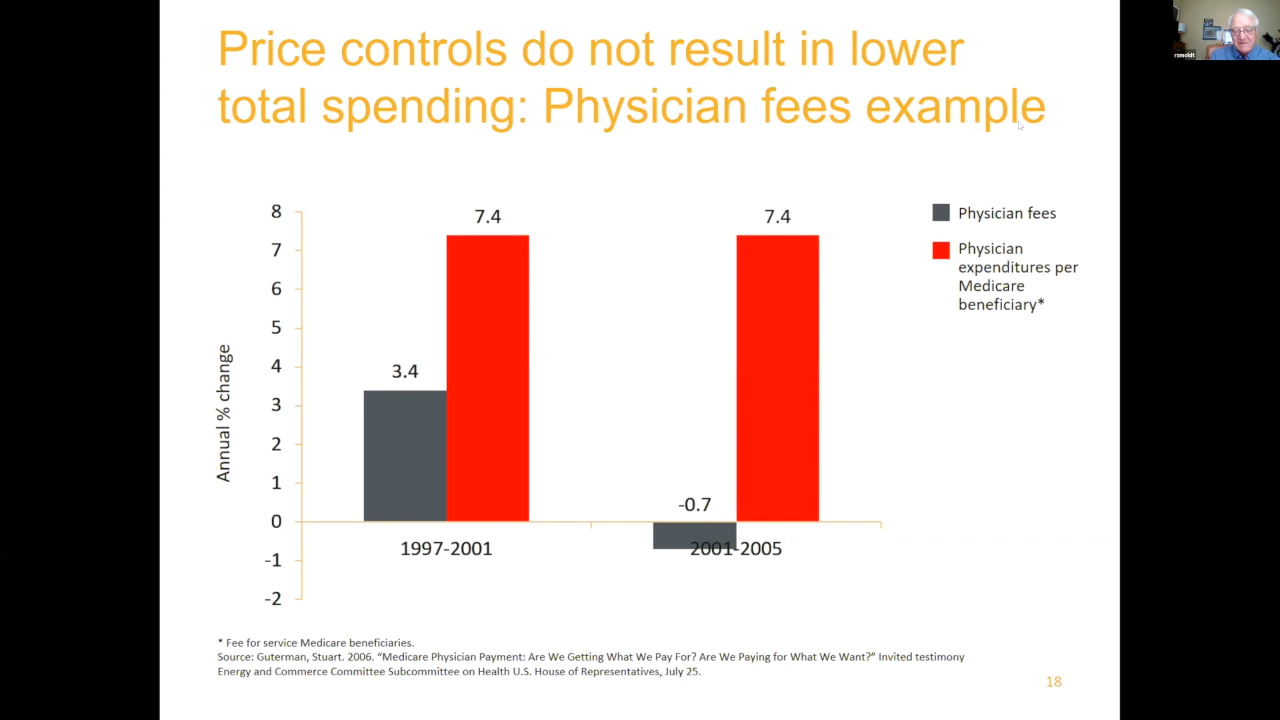 Price controls do not result in lower
total spending: Physician fees example
8
7
6
5
4
3
2
1
0
-1
-2
Annual % change
3.4
7.4
-0.7
7.4
1997-2001
2001-2005
Physician fees
Physician
expenditures per
Medicare
beneficiary*
* Fee for service Medicare beneficiaries.
Source: Guterman, Stuart. 2006. “Medicare Physician Payment: Are We Getting What We Pay For? Are We Paying for What We Want?” Invited testimony
Energy and Commerce Committee Subcommittee on Health U.S. House of Representatives, July 25.
18